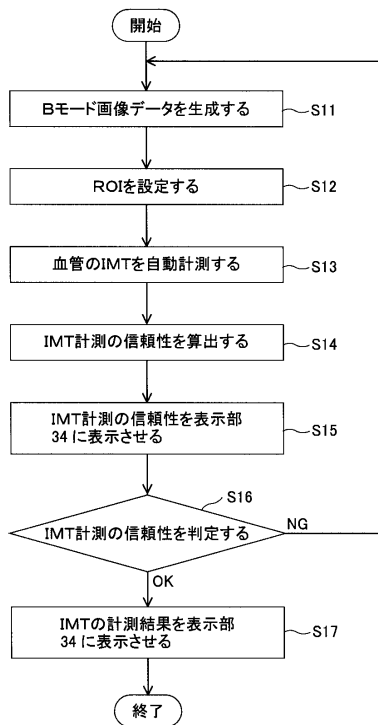 開始
Bモード画像データを生成する
S11
ROIを設定する
S12
血管のIMTを自動計測する
S13
IMT計測の信頼性を算出する
S14
IMT計測の信頼性を表示部
34に表示させる
S15
S16
IMT計測の信頼性を判定する
NG
OK
IMTの計測結果を表示部
34に表示させる
S17
終了